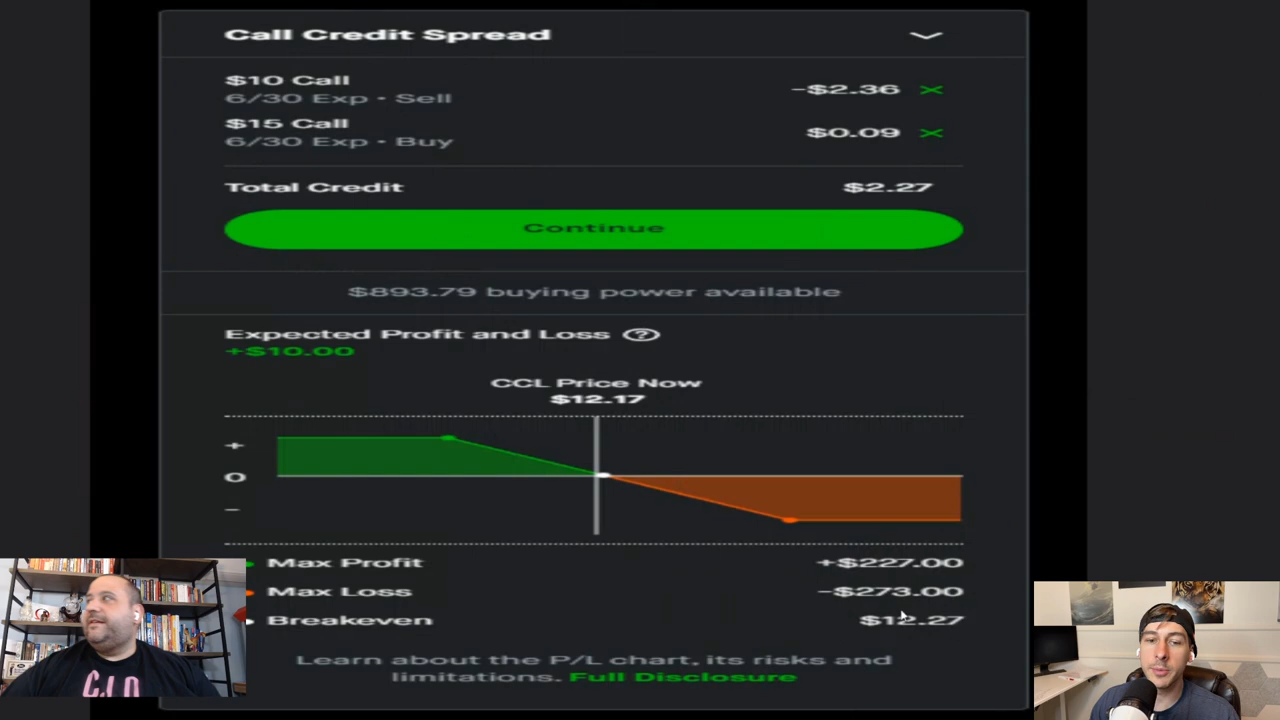 Call Credit Spread
$10 Call
-$2.36
6/30 Exp • Sell
$15 Call
$0.09
6/30 Exp • Buy
Total Credit
$2.27
Continue
$893.79 buying power available
Expected Profit and Loss ?
+$10.00
CCL Price Now
$12.17
+
0
-
Max Profit
+$227.00
Max Loss
-$273.00
Breakeven
$12.27
Learn about the P/L chart, its risks and
limitations. Full Disclosure